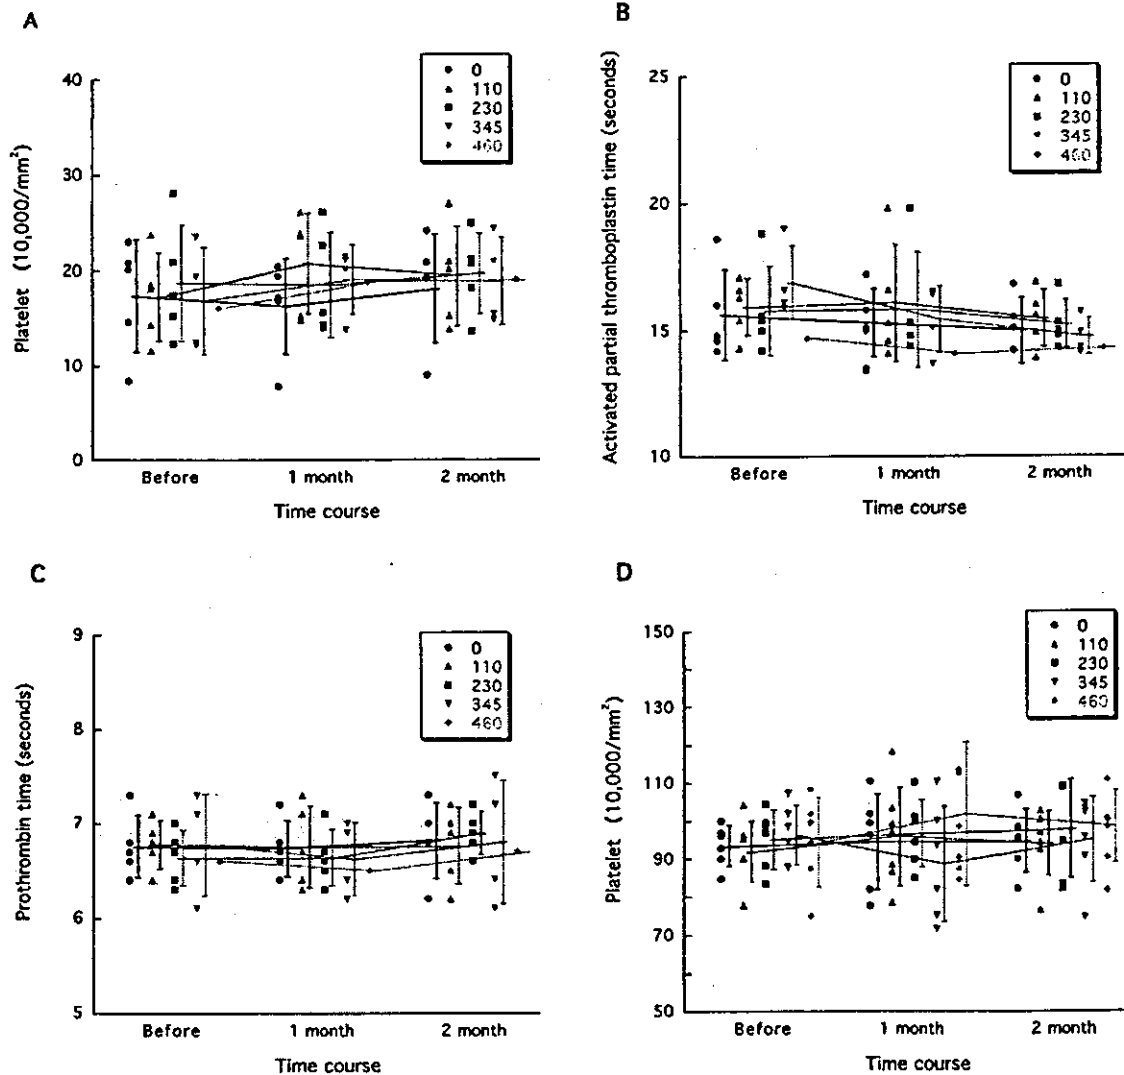 A
Platelet (10,000/mm²)
40
30
20
10
0
0
110
230
345
460
Before
1 month
2 month
Time course
B
Activated partial thromboplastin time (seconds)
25
20
15
10
0
110
230
345
460
Before
1 month
2 month
Time course
C
Prothrombin time (seconds)
9
8
7
6
5
0
110
230
345
460
Before
1 month
2 month
Time course
D
Platelet (10,000/mm²)
150
130
110
90
70
50
0
110
230
345
460
Before
1 month
2 month
Time course